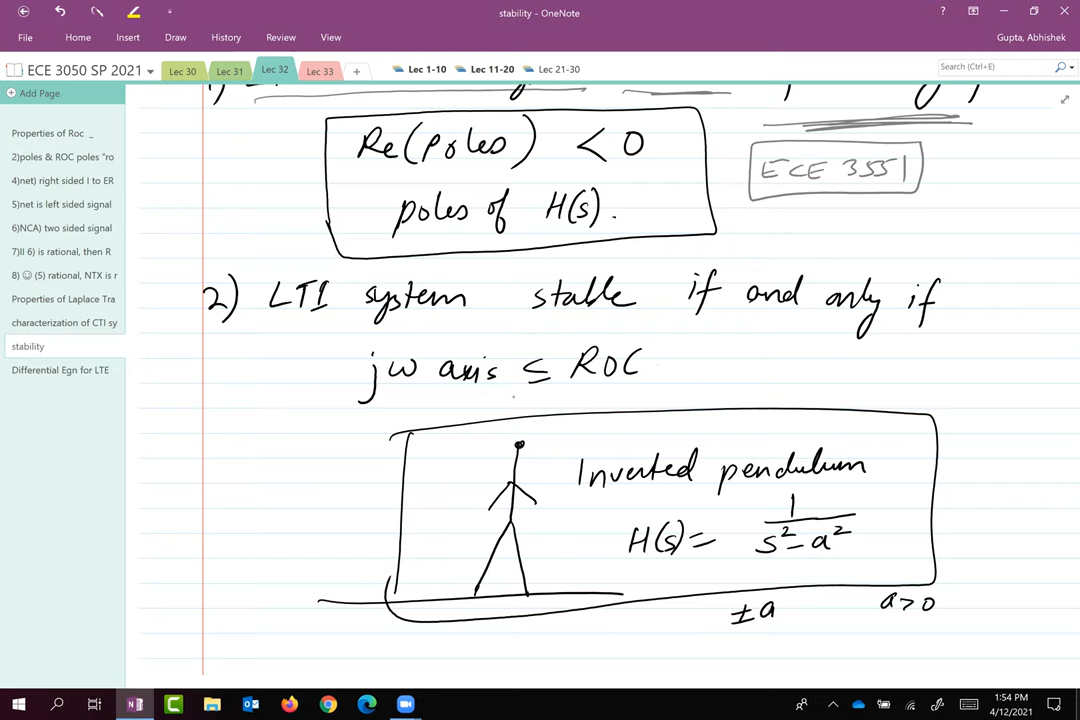 stability - OneNote
?
Gupta, Abhishek
File Home Insert Draw History Review View
ECE 3050 SP 2021
Lec 30 Lec 31 Lec 32 Lec 33 +
Lec 1-10 Lec 11-20 Lec 21-30
Search (Ctrl+E)
Add Page
Properties of Roc _
2)poles & ROC poles "ro
4)net) right sided I to ER
5)net is left sided signal
6)NCA) two sided signal
7)II 6) is rational, then R
8) ☺ (5) rational, NTX is r
Properties of Laplace Tra
characterization of CTI sy
stability
Differential Egn for LTE
Re(poles) < 0
poles of H(s).
ECE 3551
2) LTI system stable if and only if
jω axis ⊆ ROC
Inverted pendulum
H(s) = 1 / (s² - a²)
±a a>0
1:54 PM
4/12/2021